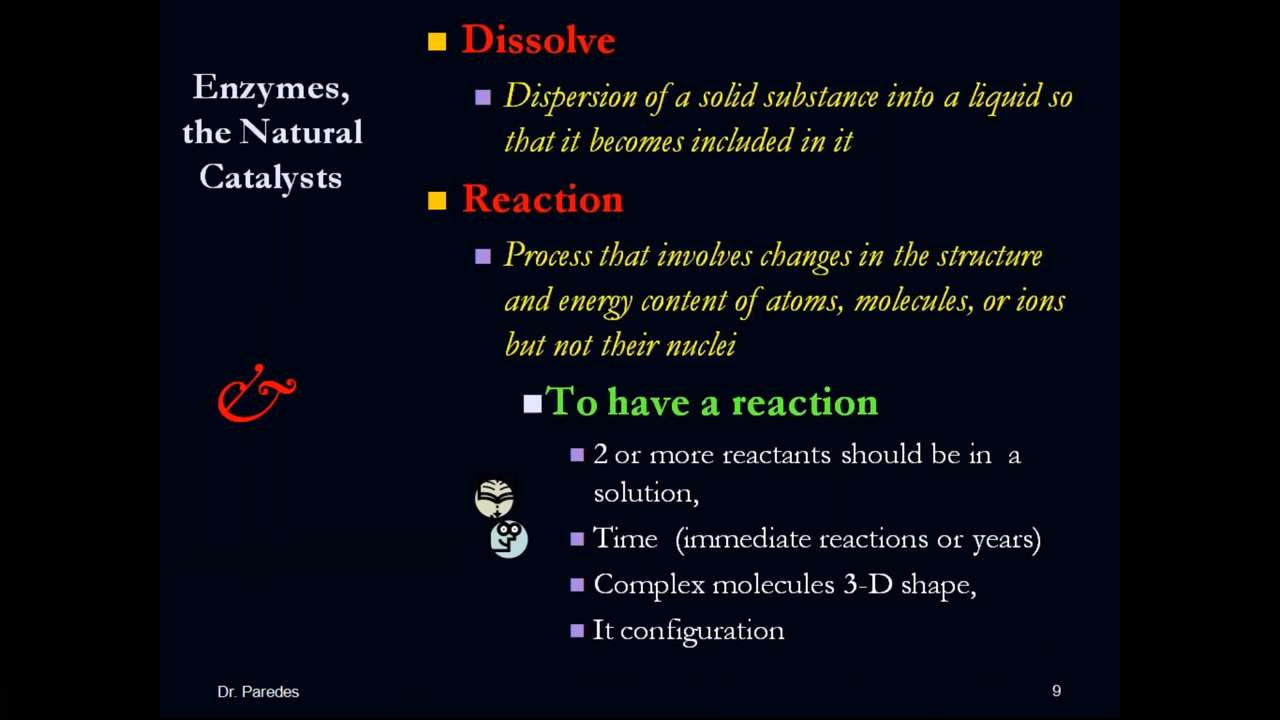 Enzymes,
the Natural
Catalysts
&
Dissolve
Dispersion of a solid substance into a liquid so
that it becomes included in it
Reaction
Process that involves changes in the structure
and energy content of atoms, molecules, or ions
but not their nuclei
To have a reaction
2 or more reactants should be in a
solution,
Time (immediate reactions or years)
Complex molecules 3-D shape,
It configuration
Dr. Paredes
9